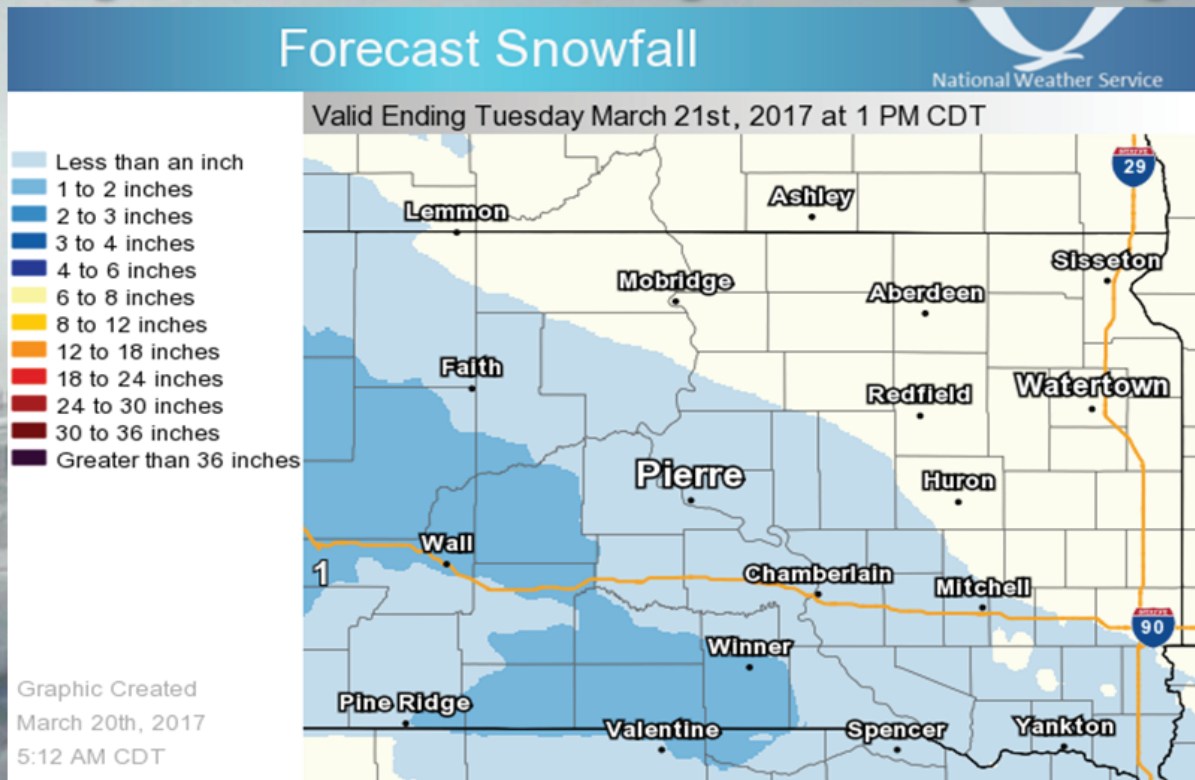 Forecast Snowfall
National Weather Service
Valid Ending Tuesday March 21st, 2017 at 1 PM CDT
Less than an inch
1 to 2 inches
2 to 3 inches
3 to 4 inches
4 to 6 inches
6 to 8 inches
8 to 12 inches
12 to 18 inches
18 to 24 inches
24 to 30 inches
30 to 36 inches
Greater than 36 inches
Graphic Created
March 20th, 2017
5:12 AM CDT
29
Ashley
Lemmon
Sisseton
Mobridge
Aberdeen
Faith
Watertown
Redfield
Pierre
Huron
Wall
1
Chamberlain
Mitchell
90
Winner
Pine Ridge
Valentine
Spencer
Yankton